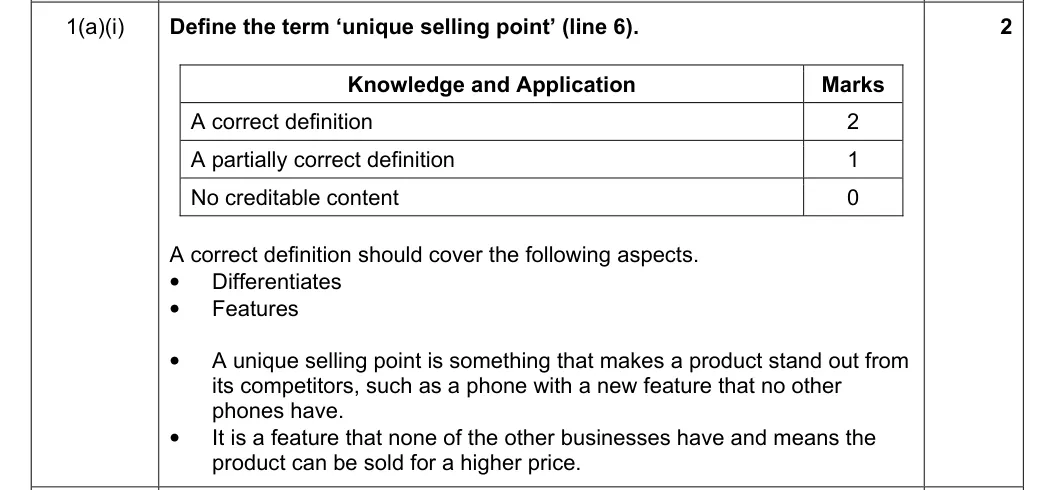 1(a)(i) Define the term ‘unique selling point’ (line 6). 2
Knowledge and Application Marks
A correct definition 2
A partially correct definition 1
No creditable content 0
A correct definition should cover the following aspects.
• Differentiates
• Features
• A unique selling point is something that makes a product stand out from
its competitors, such as a phone with a new feature that no other
phones have.
• It is a feature that none of the other businesses have and means the
product can be sold for a higher price.